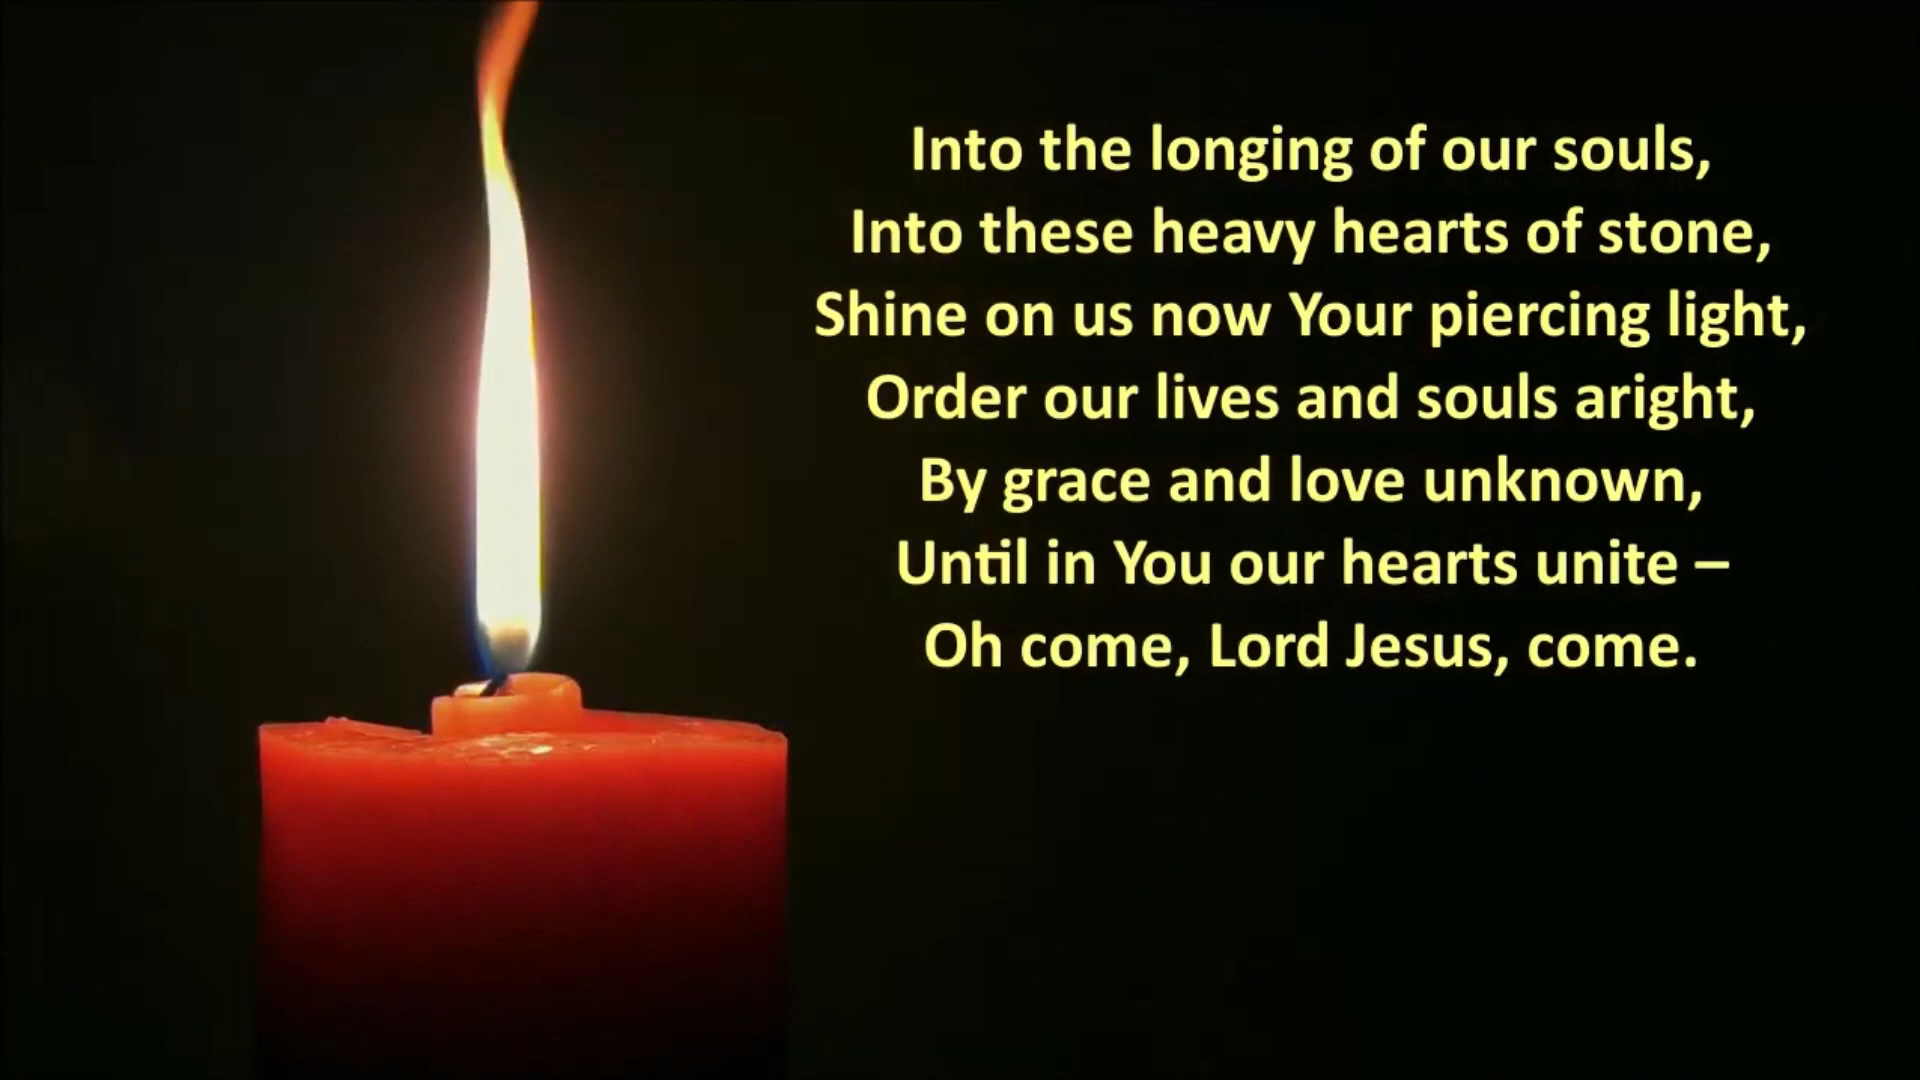 Into the longing of our souls,
Into these heavy hearts of stone,
Shine on us now Your piercing light,
Order our lives and souls aright,
By grace and love unknown,
Until in You our hearts unite –
Oh come, Lord Jesus, come.